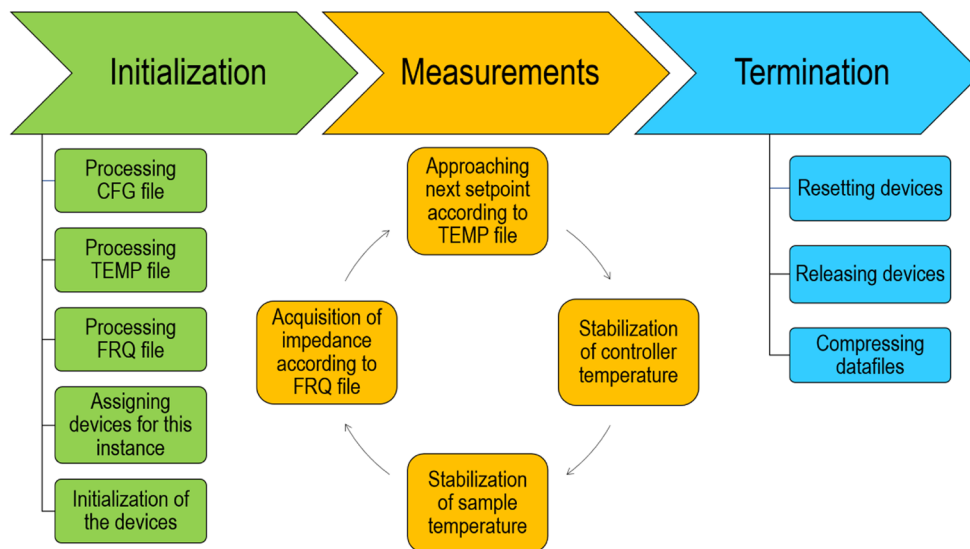 Initialization
Measurements
Termination
Processing
CFG file
Processing
TEMP file
Processing
FRQ file
Assigning
devices for this
instance
Initialization of
the devices
Approaching
next setpoint
according to
TEMP file
Stabilization
of controller
temperature
Stabilization
of sample
temperature
Acquisition of
impedance
according to
FRQ file
Resetting devices
Releasing devices
Compressing
datafiles